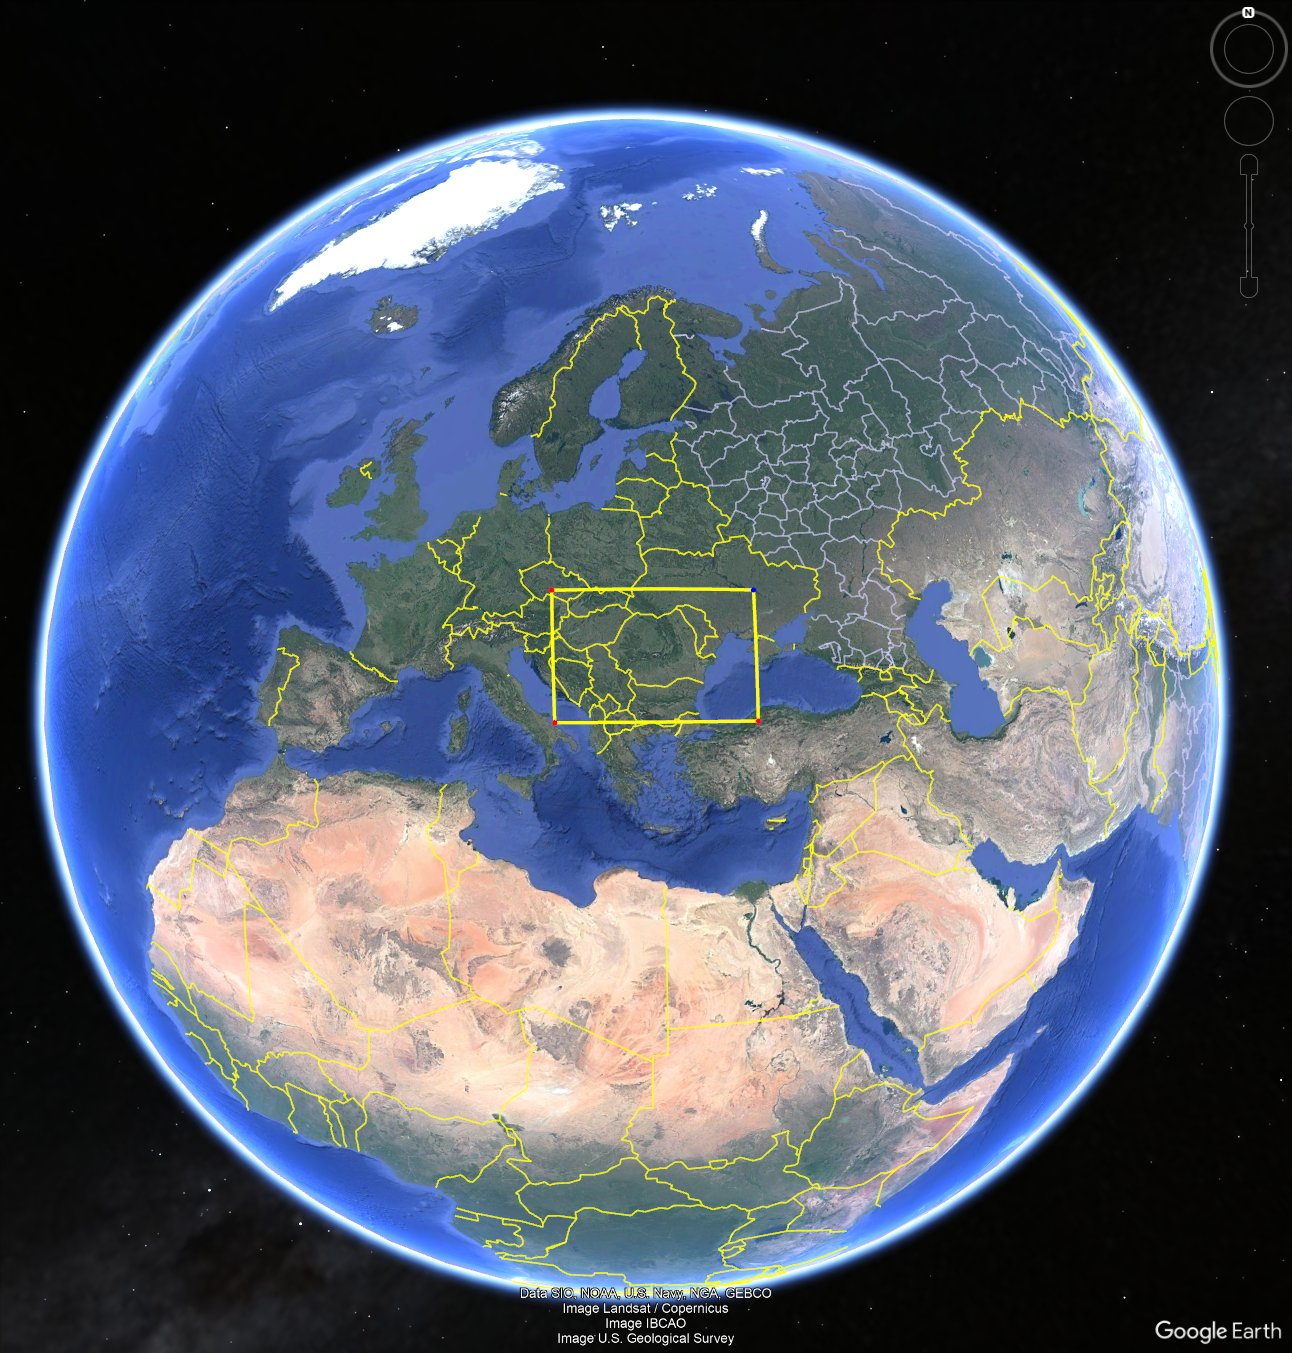 N
Data SIO, NOAA, U.S. Navy, NGA, GEBCO
Image Landsat / Copernicus
Image IBCAO
Image U.S. Geological Survey
Google Earth